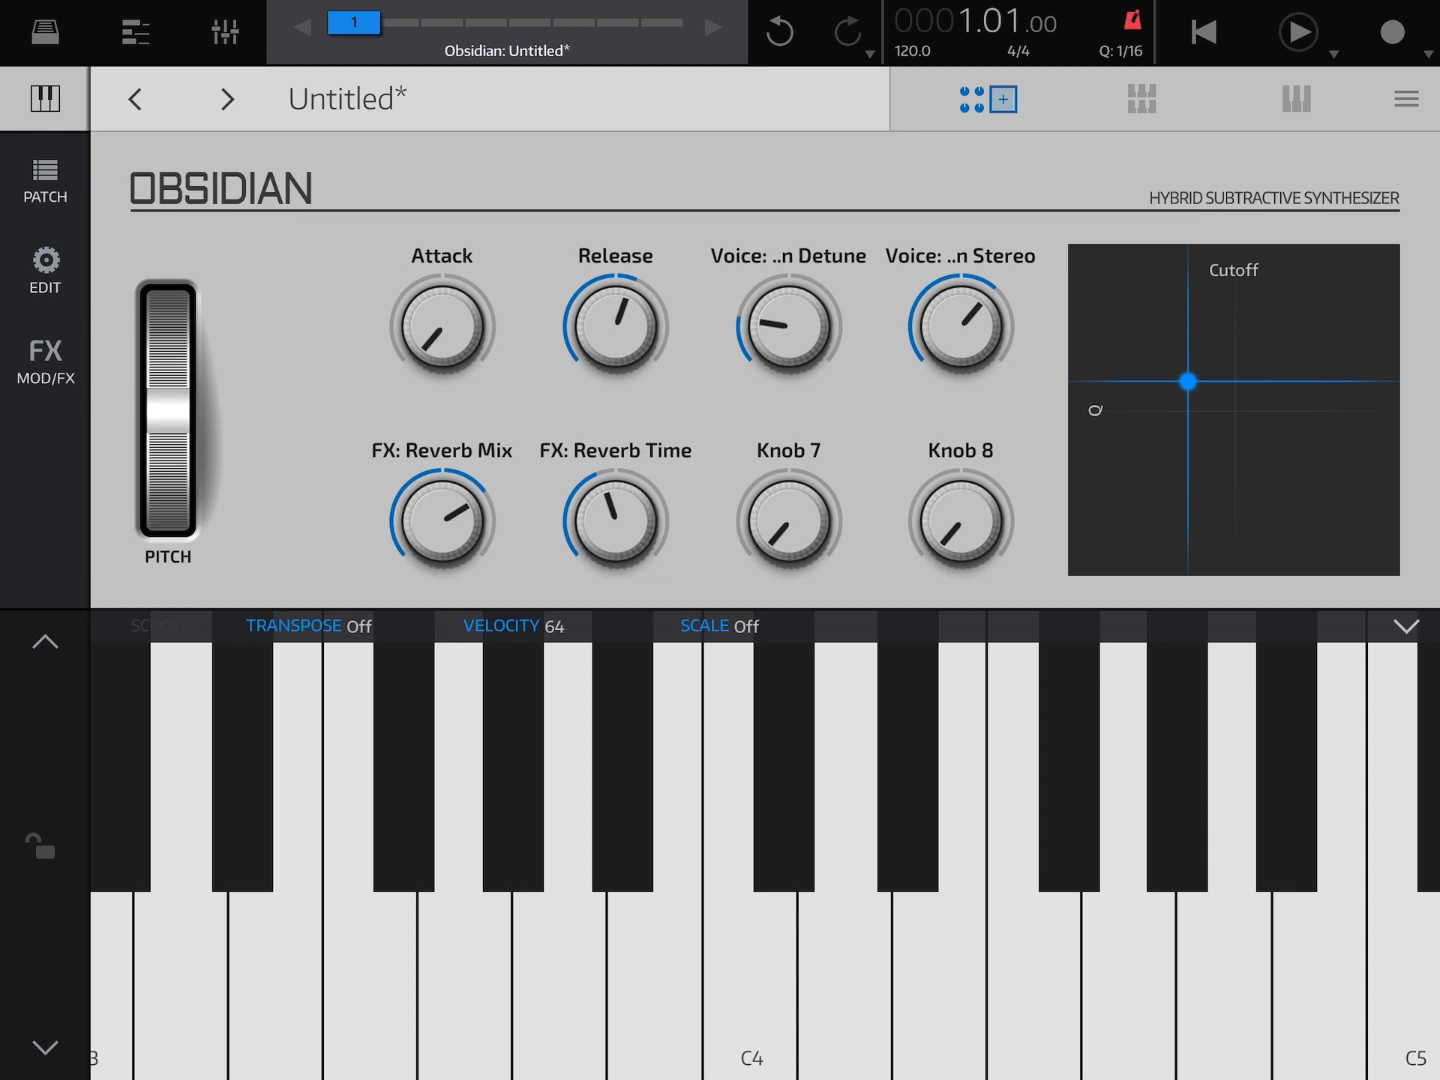 1
Obsidian: Untitled*
0001.01.00
120.0 4/4 Q: 1/16
Untitled*
PATCH
EDIT
FX
MOD/FX
OBSIDIAN
HYBRID SUBTRACTIVE SYNTHESIZER
Attack Release Voice: ..n Detune Voice: ..n Stereo
Cutoff
Q
FX: Reverb Mix FX: Reverb Time Knob 7 Knob 8
PITCH
SCROLL TRANSPOSE Off VELOCITY 64 SCALE Off
C4 C5